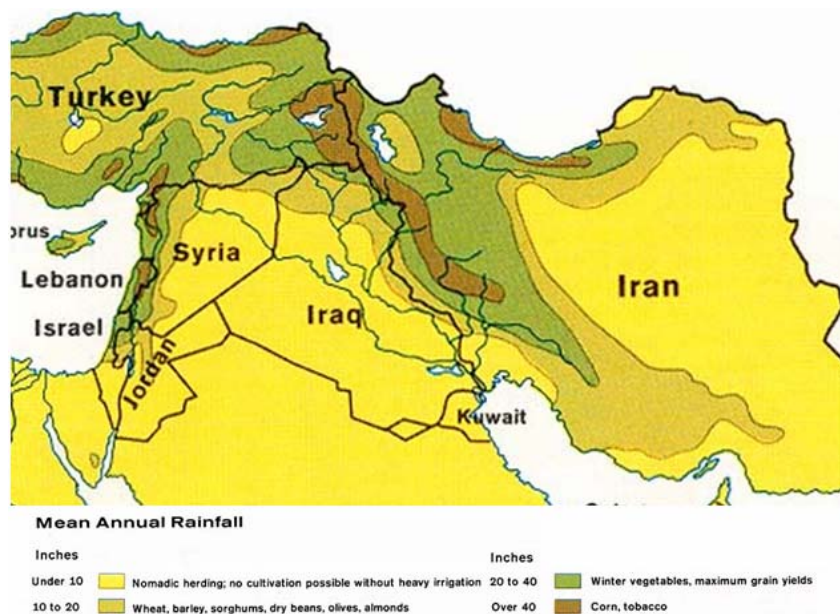 Turkey
orus
Syria
Lebanon
Israel
Jordan
Iraq
Iran
Kuwait
Mean Annual Rainfall
Inches
Under 10 Nomadic herding; no cultivation possible without heavy irrigation
10 to 20 Wheat, barley, sorghums, dry beans, olives, almonds
Inches
20 to 40 Winter vegetables, maximum grain yields
Over 40 Corn, tobacco